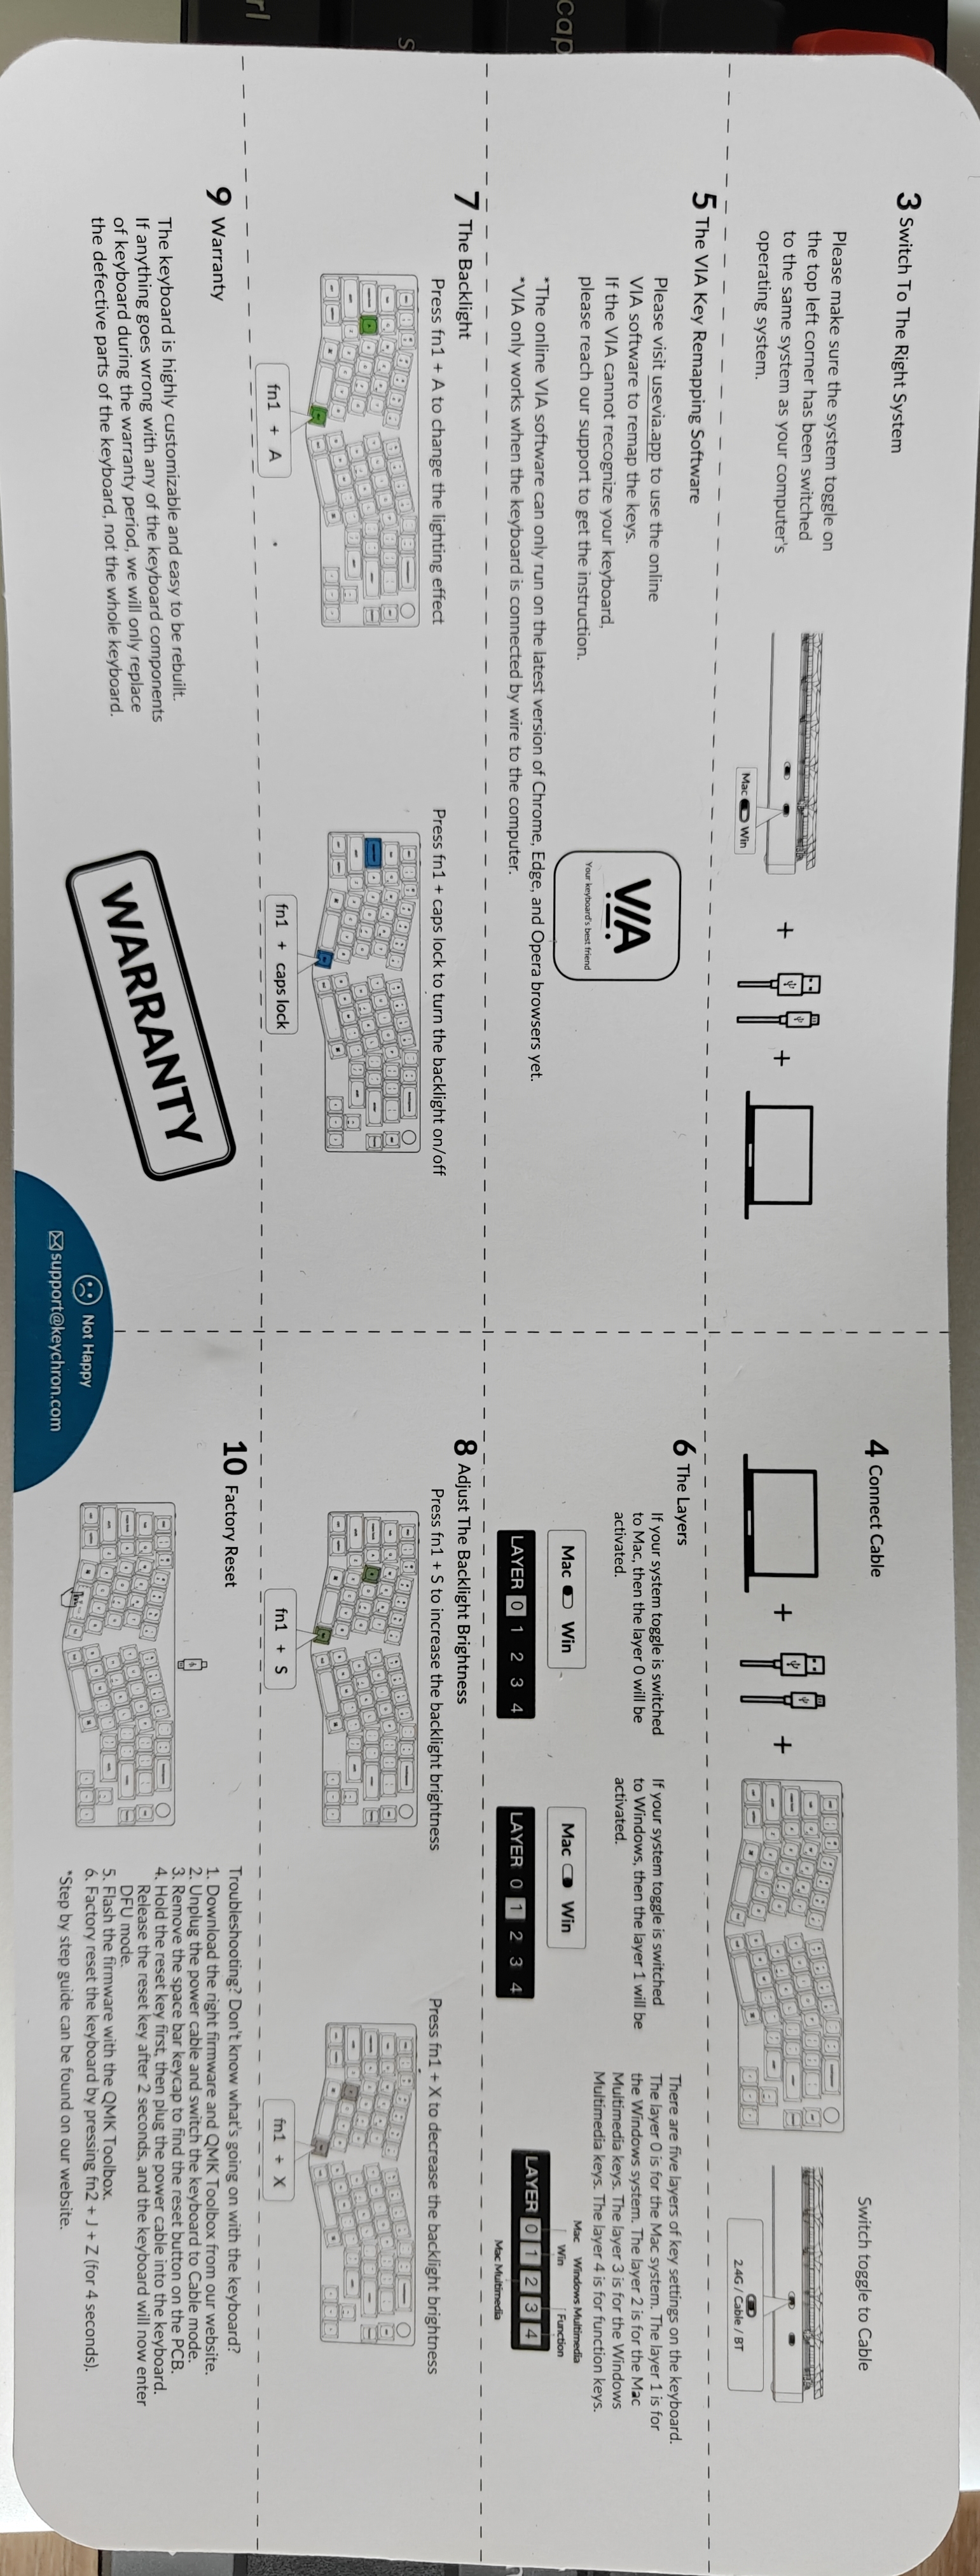 3 Switch To The Right System
Please make sure the system toggle on
the top left corner has been switched
to the same system as your computer's
operating system.
Mac Win
+
+
4 Connect Cable
+
+
Switch toggle to Cable
2.4G / Cable / BT
5 The VIA Key Remapping Software
Please visit usevia.app to use the online
VIA software to remap the keys.
If the VIA cannot recognize your keyboard,
please reach our support to get the instruction.
*The online VIA software can only run on the latest version of Chrome, Edge, and Opera browsers yet.
*VIA only works when the keyboard is connected by wire to the computer.
VIA
Your keyboard's best friend
6 The Layers
If your system toggle is switched
to Mac, then the layer 0 will be
activated.
Mac Win
LAYER 0 1 2 3 4
If your system toggle is switched
to Windows, then the layer 1 will be
activated.
Mac Win
LAYER 0 1 2 3 4
There are five layers of key settings on the keyboard.
The layer 0 is for the Mac system. The layer 1 is for
the Windows system. The layer 2 is for the Mac
Multimedia keys. The layer 3 is for the Windows
Multimedia keys. The layer 4 is for function keys.
Mac Windows Multimedia
Win Function
LAYER 0 1 2 3 4
Mac Multimedia
7 The Backlight
Press fn1 + A to change the lighting effect
fn1 + A
Press fn1 + caps lock to turn the backlight on/off
fn1 + caps lock
8 Adjust The Backlight Brightness
Press fn1 + S to increase the backlight brightness
fn1 + S
Press fn1 + X to decrease the backlight brightness
fn1 + X
9 Warranty
The keyboard is highly customizable and easy to be rebuilt.
If anything goes wrong with any of the keyboard components
of keyboard during the warranty period, we will only replace
the defective parts of the keyboard, not the whole keyboard.
WARRANTY
Not Happy
support@keychron.com
10 Factory Reset
Troubleshooting? Don't know what's going on with the keyboard?
1. Download the right firmware and QMK Toolbox from our website.
2. Unplug the power cable and switch the keyboard to Cable mode.
3. Remove the space bar keycap to find the reset button on the PCB.
4. Hold the reset key first, then plug the power cable into the keyboard.
Release the reset key after 2 seconds, and the keyboard will now enter
DFU mode.
5. Flash the firmware with the QMK Toolbox.
6. Factory reset the keyboard by pressing fn2 + J + Z (for 4 seconds).
*Step by step guide can be found on our website.